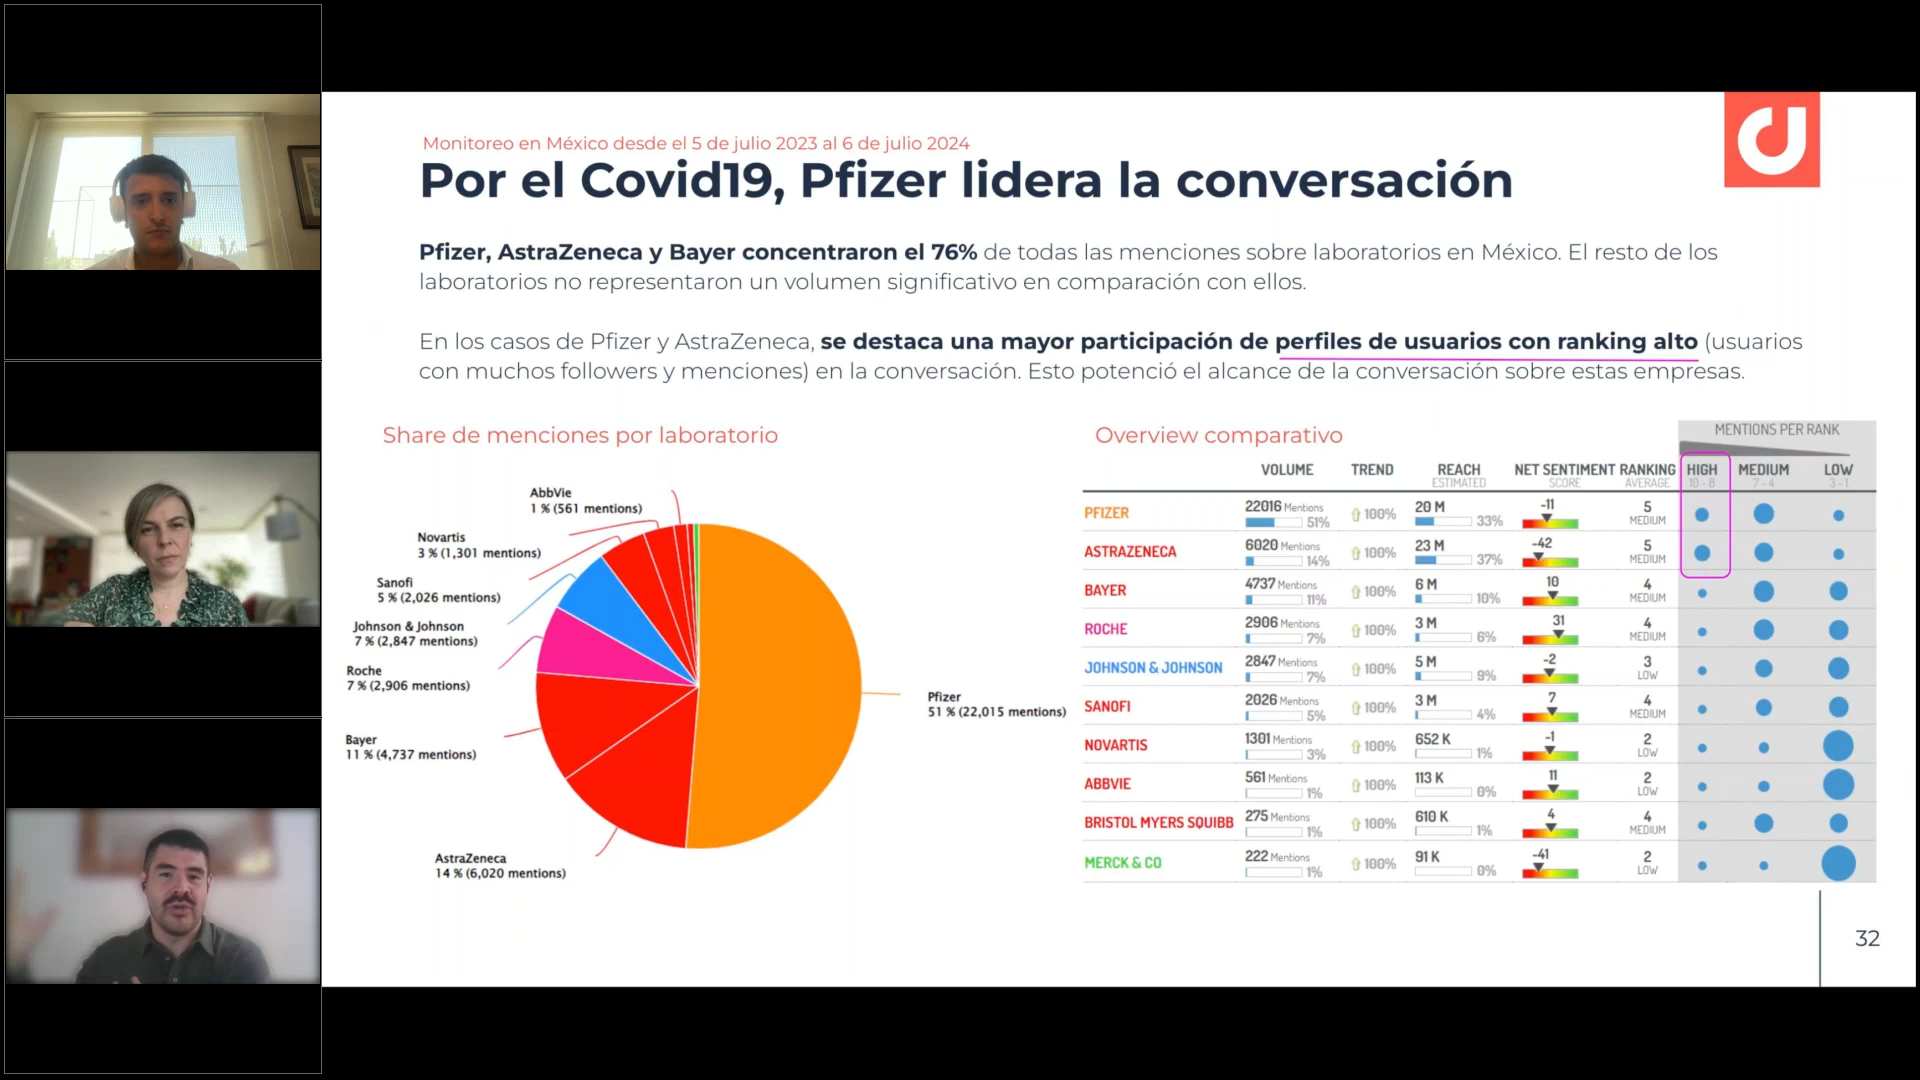 Monitoreo en México desde el 5 de julio 2023 al 6 de julio 2024
Por el Covid19, Pfizer lidera la conversación
Pfizer, AstraZeneca y Bayer concentraron el 76% de todas las menciones sobre laboratorios en México. El resto de los
laboratorios no representaron un volumen significativo en comparación con ellos.
En los casos de Pfizer y AstraZeneca, se destaca una mayor participación de perfiles de usuarios con ranking alto (usuarios
con muchos followers y menciones) en la conversación. Esto potenció el alcance de la conversación sobre estas empresas.
Share de menciones por laboratorio
AbbVie
1 % (561 mentions)
Novartis
3 % (1,301 mentions)
Sanofi
5 % (2,026 mentions)
Johnson & Johnson
7 % (2,847 mentions)
Roche
7 % (2,906 mentions)
Bayer
11 % (4,737 mentions)
AstraZeneca
14 % (6,020 mentions)
Pfizer
51 % (22,015 mentions)
Overview comparativo
MENTIONS PER RANK
VOLUME TREND REACH NET SENTIMENT RANKING HIGH MEDIUM LOW
ESTIMATED SCORE AVERAGE 10 - 8 7 - 4 3 - 1
PFIZER 22016 Mentions 51% 100% 20 M 33% -11 5 MEDIUM
ASTRAZENECA 6020 Mentions 14% 100% 23 M 37% -42 5 MEDIUM
BAYER 4737 Mentions 11% 100% 6 M 10% 10 4 MEDIUM
ROCHE 2906 Mentions 7% 100% 3 M 6% 31 4 MEDIUM
JOHNSON & JOHNSON 2847 Mentions 7% 100% 5 M 9% -2 3 LOW
SANOFI 2026 Mentions 5% 100% 3 M 4% 7 4 MEDIUM
NOVARTIS 1301 Mentions 3% 100% 652 K 1% -1 2 LOW
ABBVIE 561 Mentions 1% 100% 113 K 0% 11 2 LOW
BRISTOL MYERS SQUIBB 275 Mentions 1% 100% 610 K 1% 4 4 MEDIUM
MERCK & CO 222 Mentions 1% 100% 91 K 0% -41 2 LOW
32